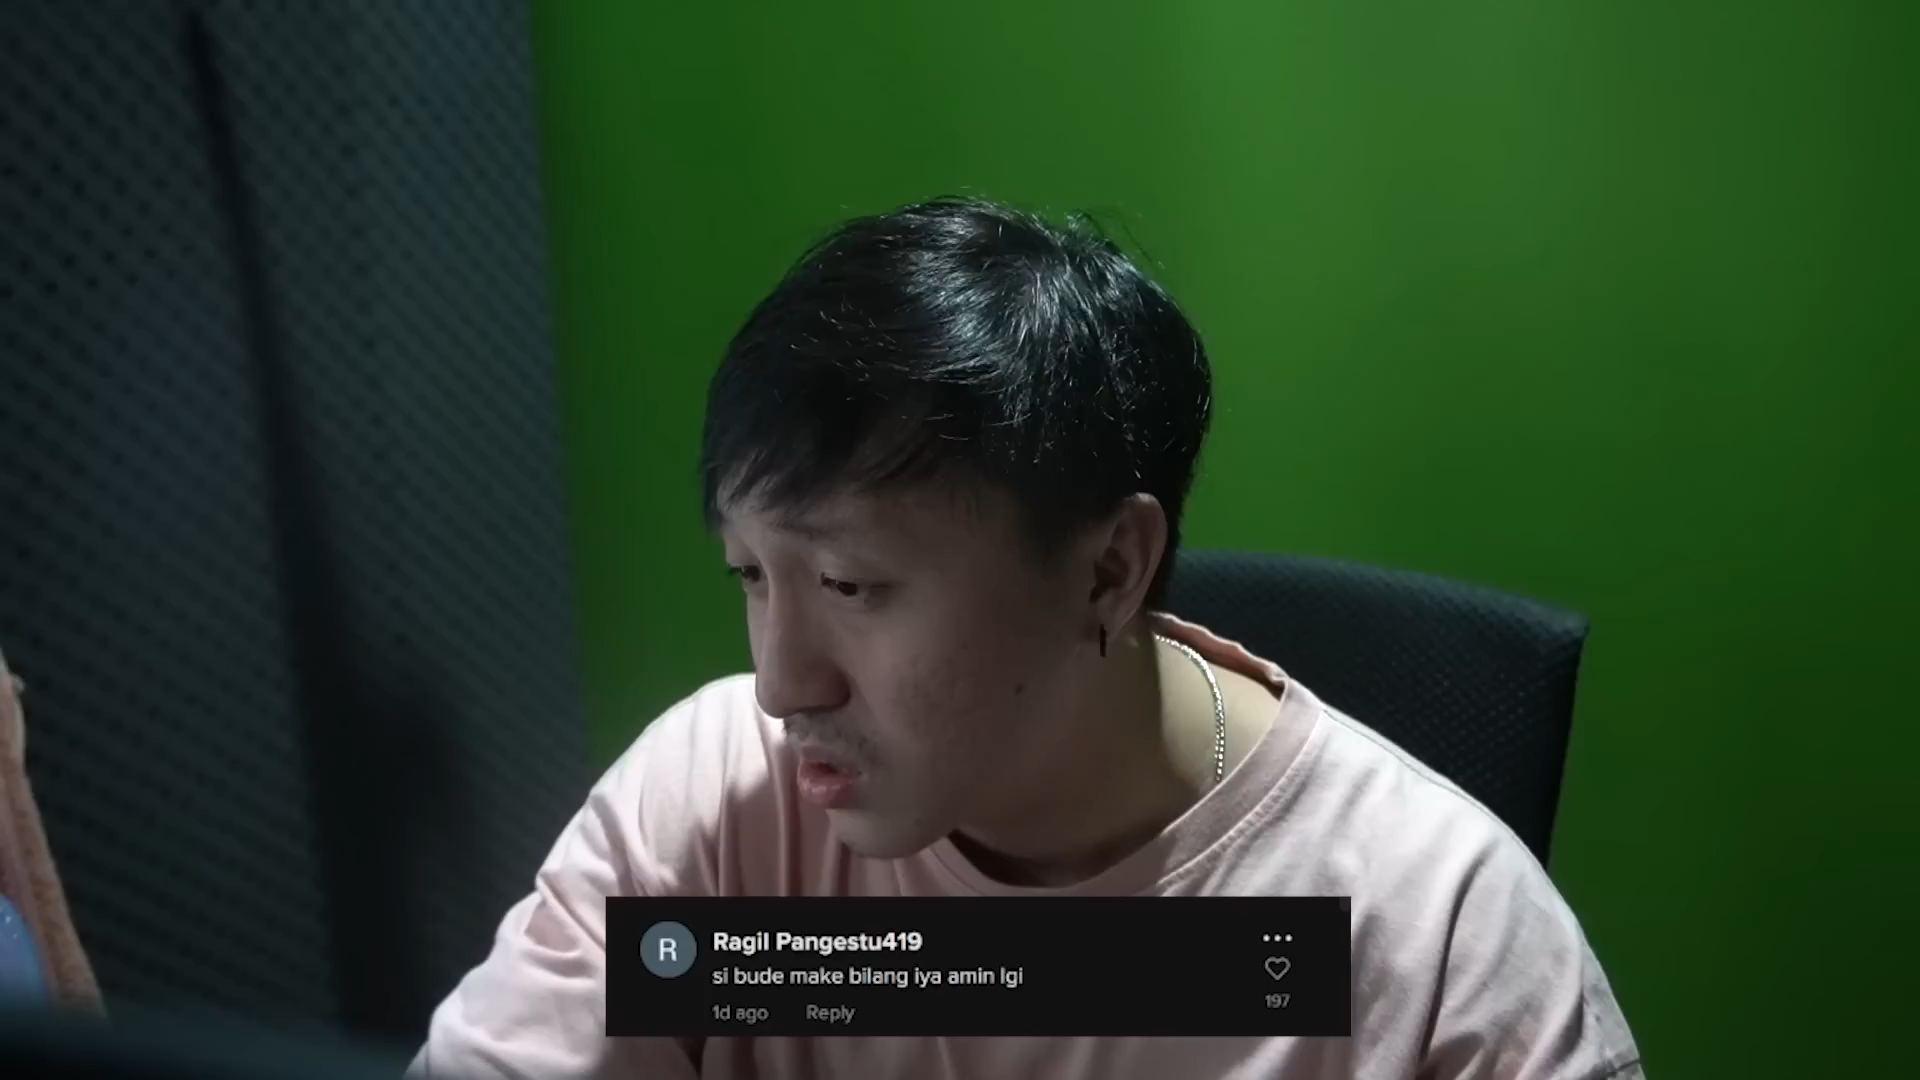 R
Ragil Pangestu419
si bude make bilang iya amin lgi
1d ago Reply
197